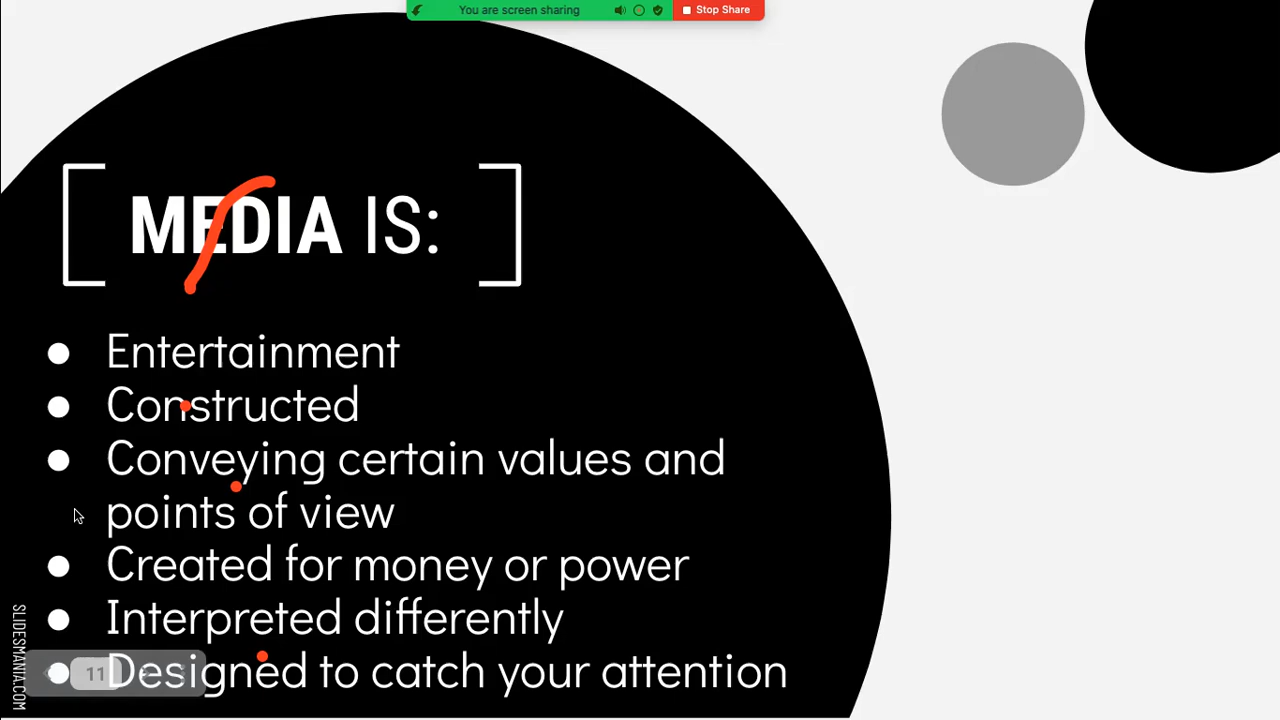 You are screen sharing
Stop Share
MEDIA IS:
● Entertainment
● Constructed
● Conveying certain values and
points of view
● Created for money or power
● Interpreted differently
● Designed to catch your attention
11
SLIDESMANIA.COM